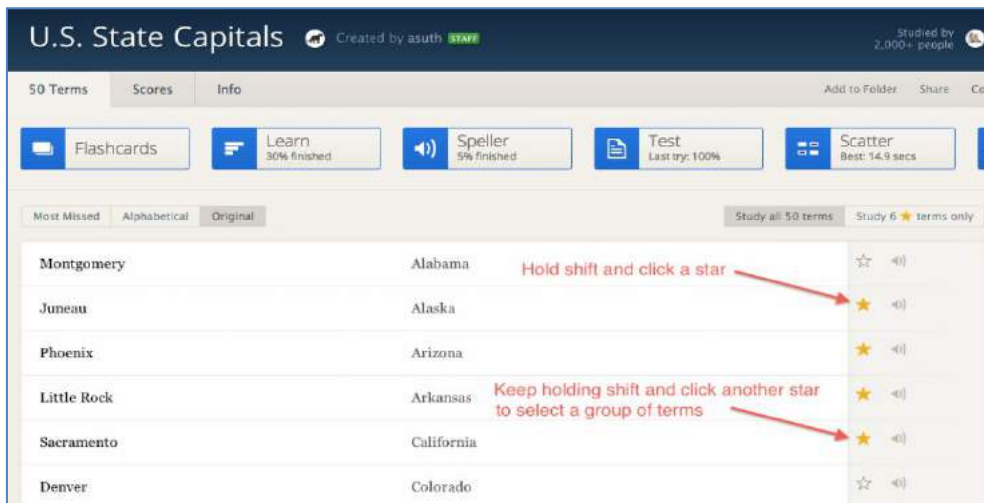 U.S. State Capitals Created by asuth STAFF
Studied by
2,000+ people
50 Terms Scores Info Add to Folder Share Co
Flashcards
Learn
30% finished
Speller
5% finished
Test
Last try: 100%
Scatter
Best: 14.9 secs
Most Missed Alphabetical Original Study all 50 terms Study 6 ★ terms only
Montgomery Alabama
Hold shift and click a star
Juneau Alaska
Phoenix Arizona
Little Rock Arkansas
Keep holding shift and click another star
to select a group of terms
Sacramento California
Denver Colorado